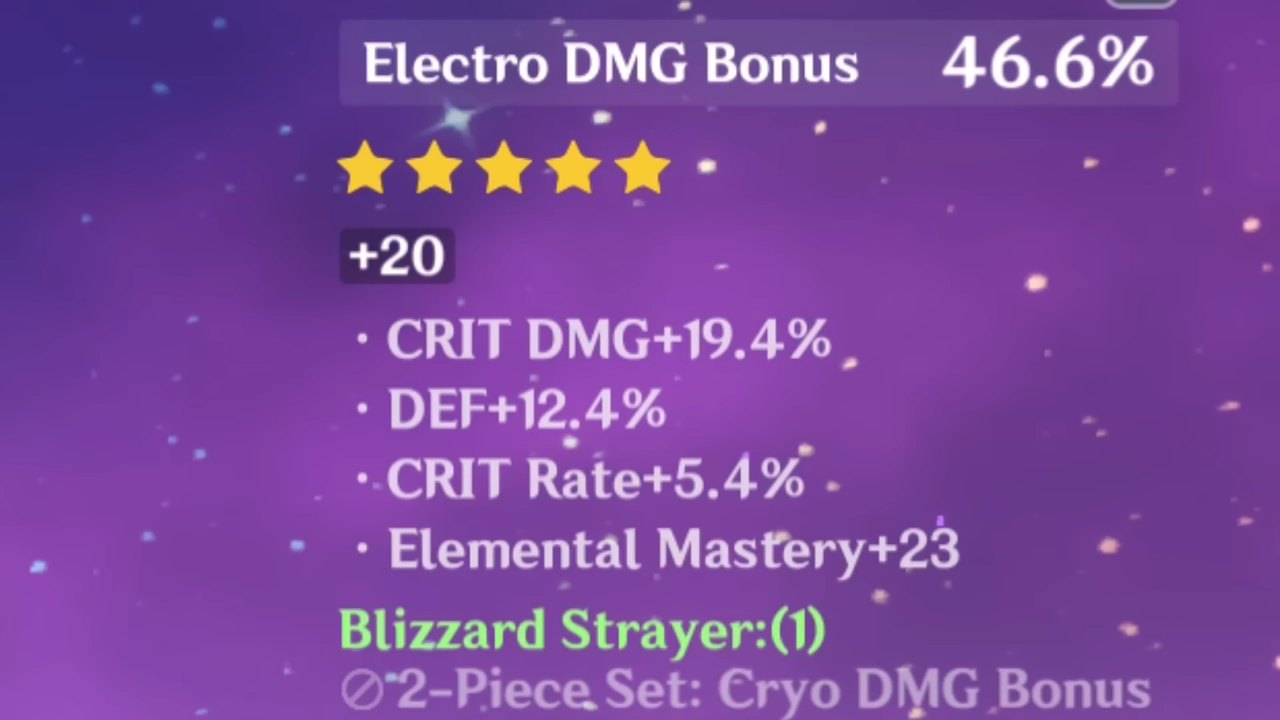 Electro DMG Bonus 46.6%
+20
· CRIT DMG+19.4%
· DEF+12.4%
· CRIT Rate+5.4%
· Elemental Mastery+23
Blizzard Strayer:(1)
2-Piece Set: Cryo DMG Bonus